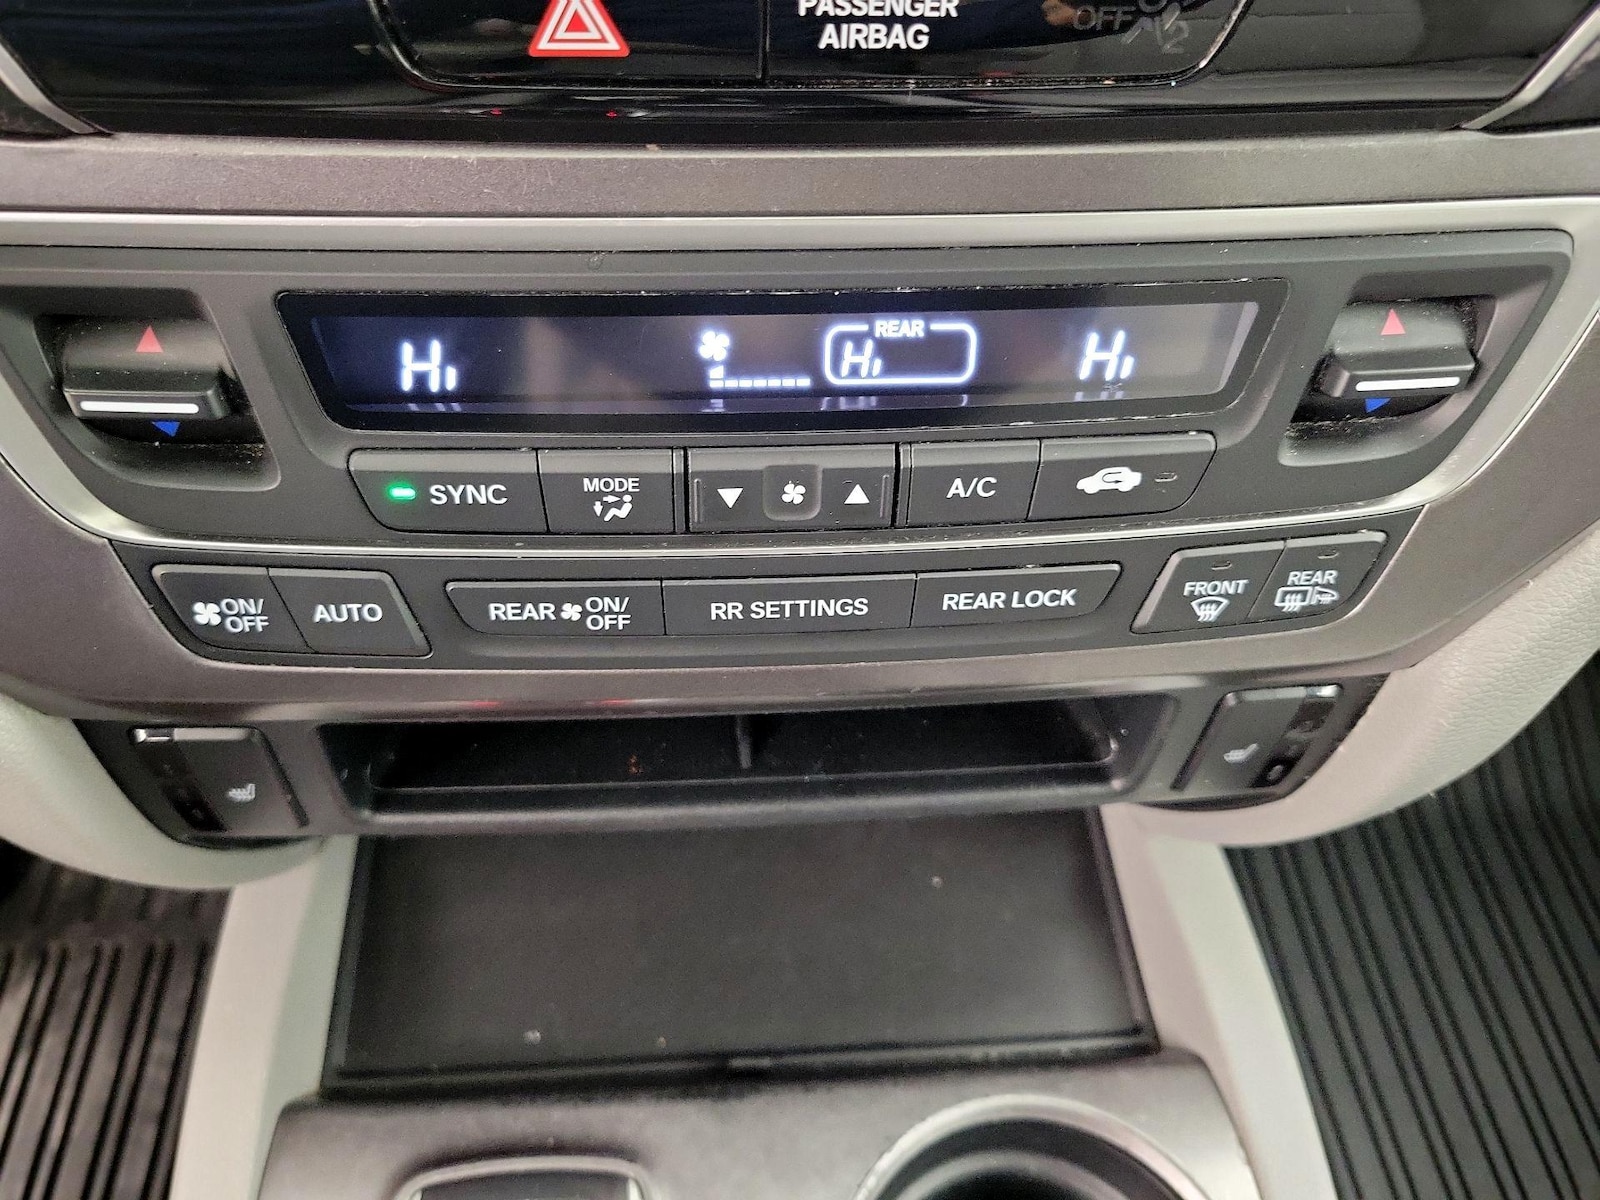 PASSENGER
AIRBAG
OFF
2
Hi
REAR
Hi
Hi
SYNC
MODE
A/C
ON/
OFF
AUTO
REAR
ON/
OFF
RR SETTINGS
REAR LOCK
FRONT
REAR